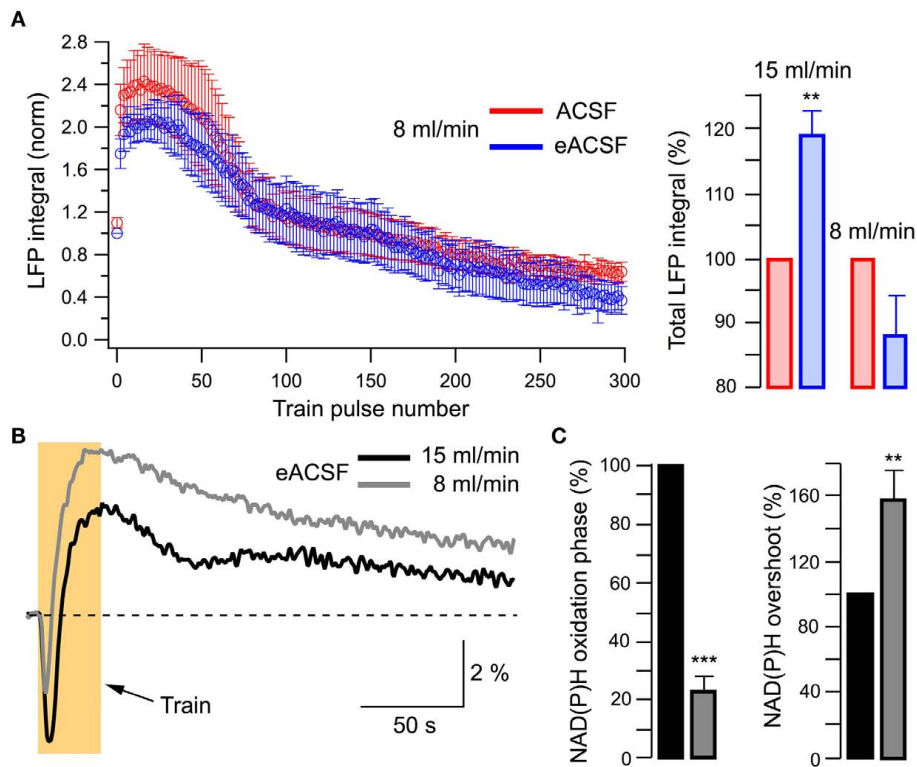 A
LFP integral (norm)
2.8
2.4
2.0
1.6
1.2
0.8
0.4
0.0
0
50
100
150
200
250
300
Train pulse number
8 ml/min
ACSF
eACSF
Total LFP integral (%)
120
110
100
90
80
15 ml/min
**
8 ml/min
B
eACSF
15 ml/min
8 ml/min
Train
2 %
50 s
C
NAD(P)H oxidation phase (%)
100
80
60
40
20
0
***
NAD(P)H overshoot (%)
160
120
80
40
0
**